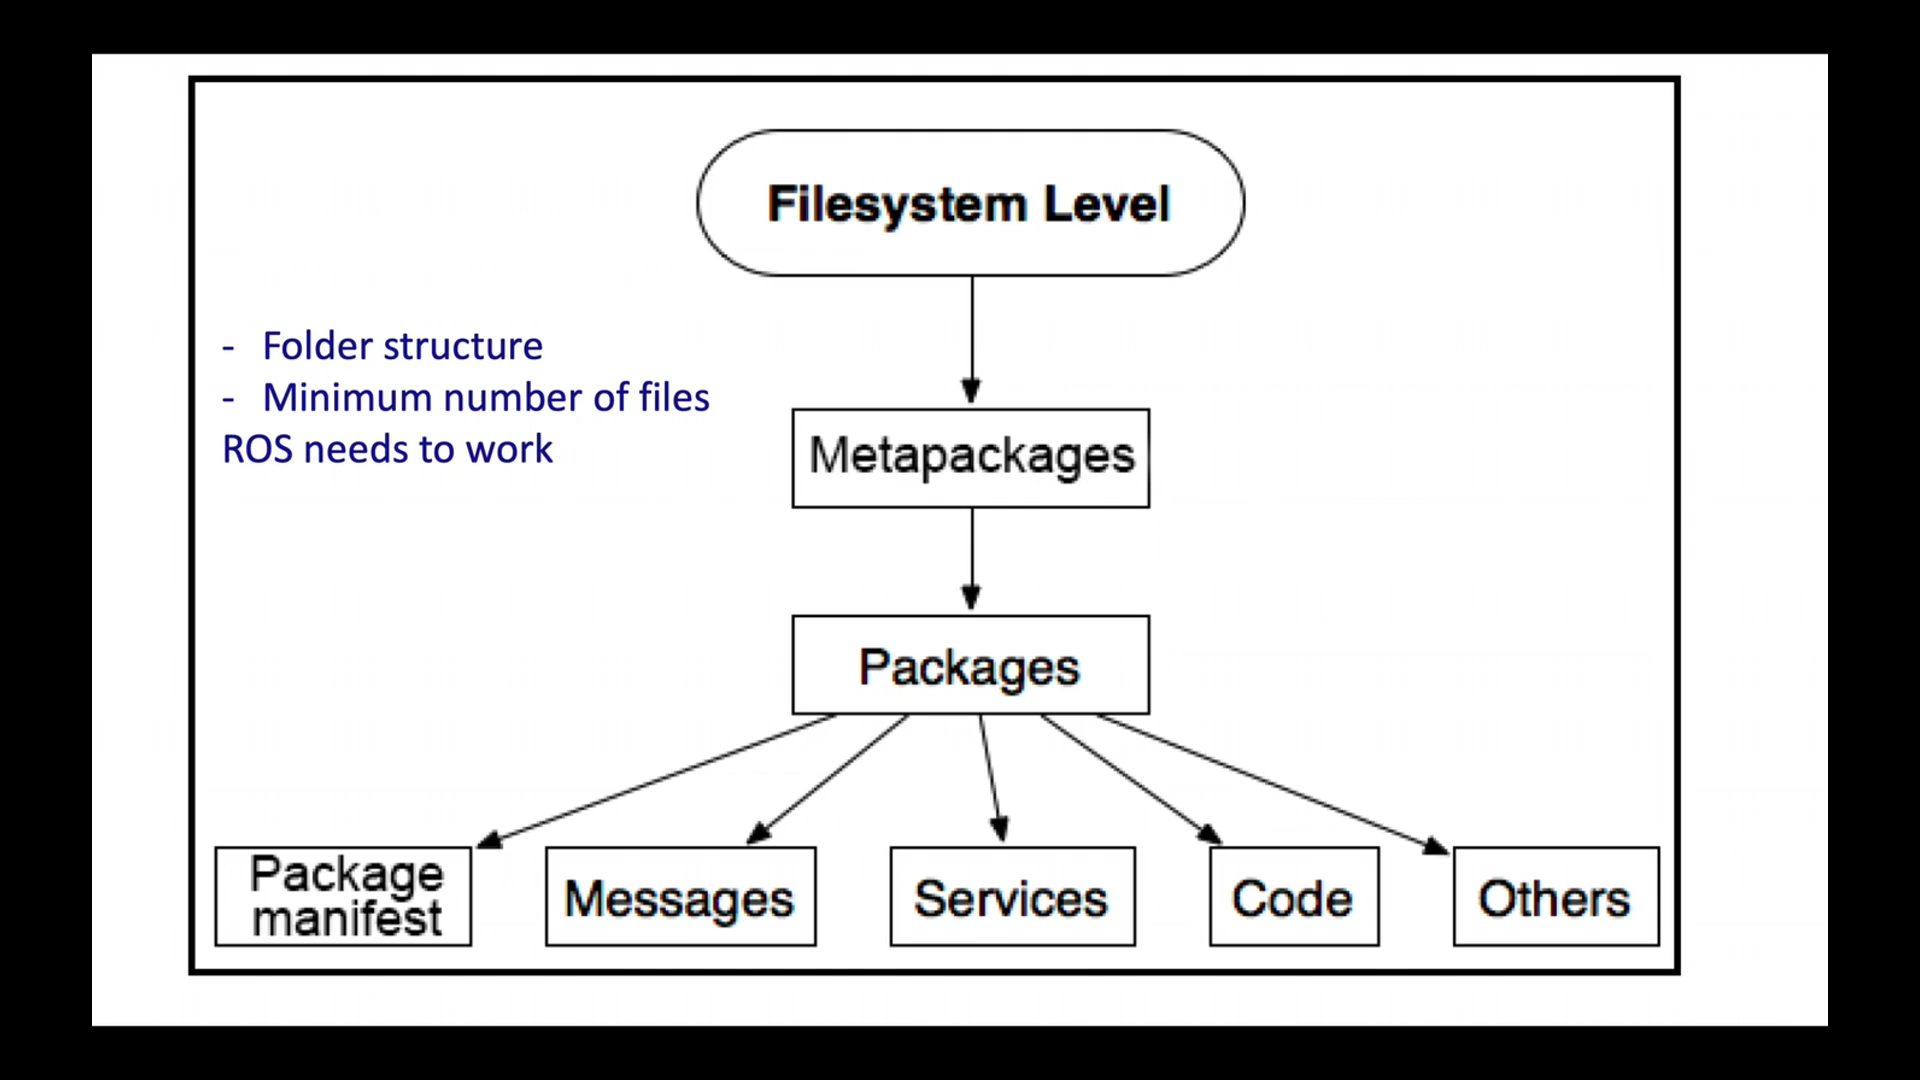 Filesystem Level
- Folder structure
- Minimum number of files
ROS needs to work
Metapackages
Packages
Package
manifest
Messages
Services
Code
Others